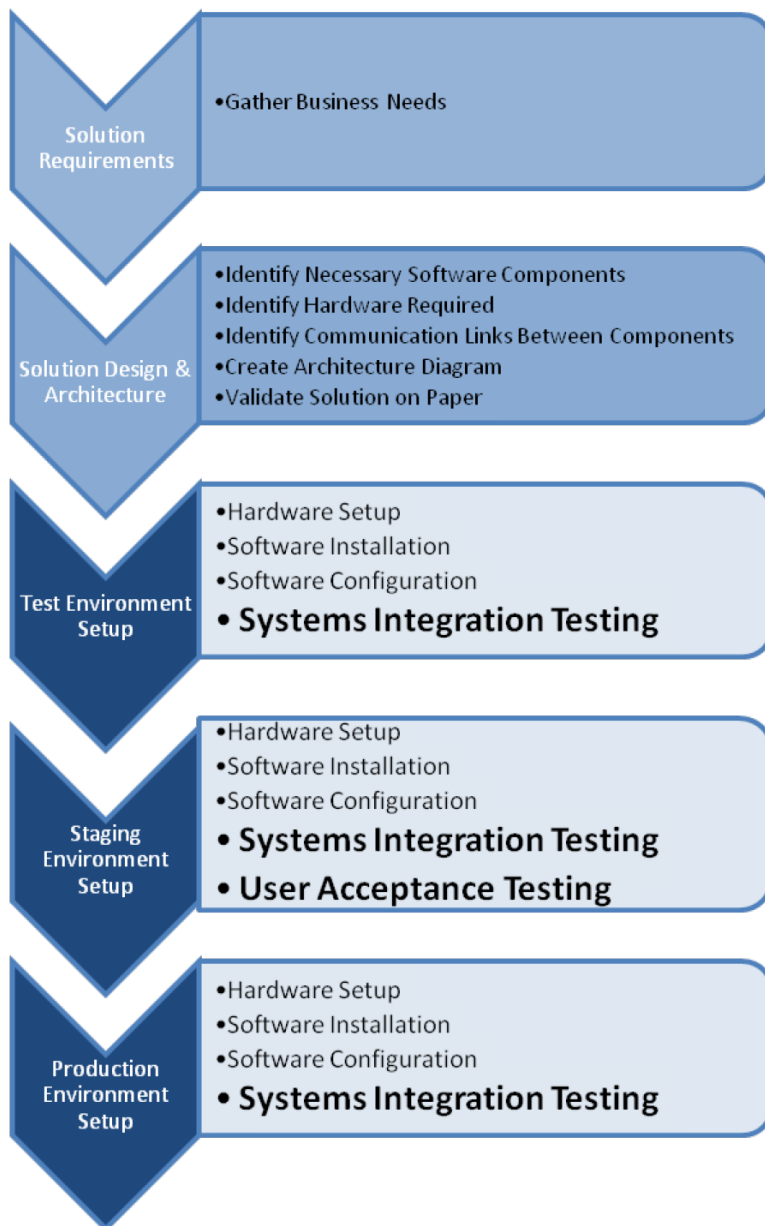 Solution
Requirements
•Gather Business Needs
Solution Design &
Architecture
•Identify Necessary Software Components
•Identify Hardware Required
•Identify Communication Links Between Components
•Create Architecture Diagram
•Validate Solution on Paper
Test Environment
Setup
•Hardware Setup
•Software Installation
•Software Configuration
• Systems Integration Testing
Staging
Environment
Setup
•Hardware Setup
•Software Installation
•Software Configuration
• Systems Integration Testing
• User Acceptance Testing
Production
Environment
Setup
•Hardware Setup
•Software Installation
•Software Configuration
• Systems Integration Testing